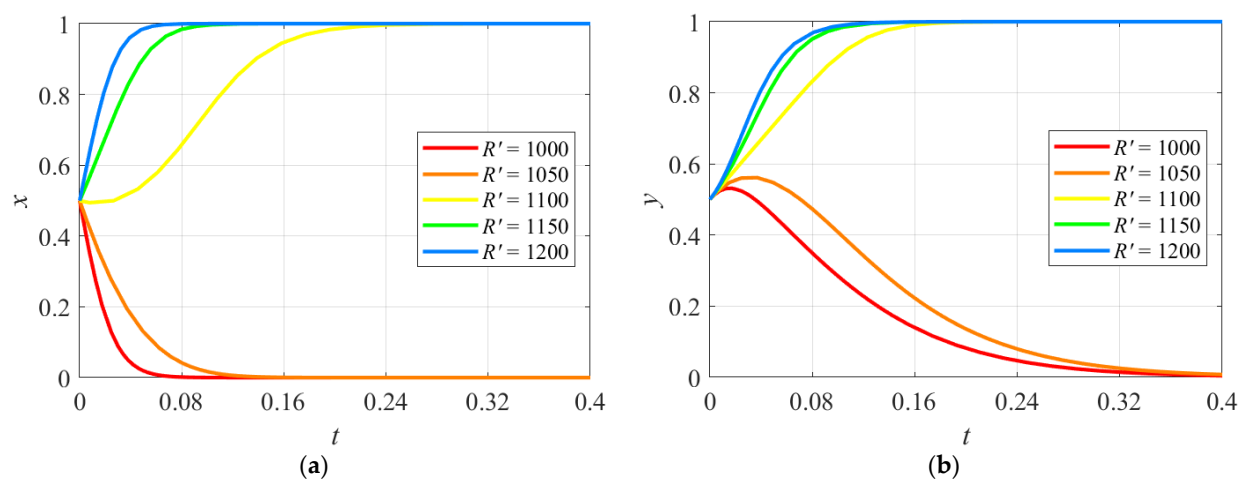 1
0.8
0.6
0.4
0.2
0
x
0
0.08
0.16
0.24
0.32
0.4
t
R′ = 1000
R′ = 1050
R′ = 1100
R′ = 1150
R′ = 1200
(a)
1
0.8
0.6
0.4
0.2
0
y
0
0.08
0.16
0.24
0.32
0.4
t
R′ = 1000
R′ = 1050
R′ = 1100
R′ = 1150
R′ = 1200
(b)